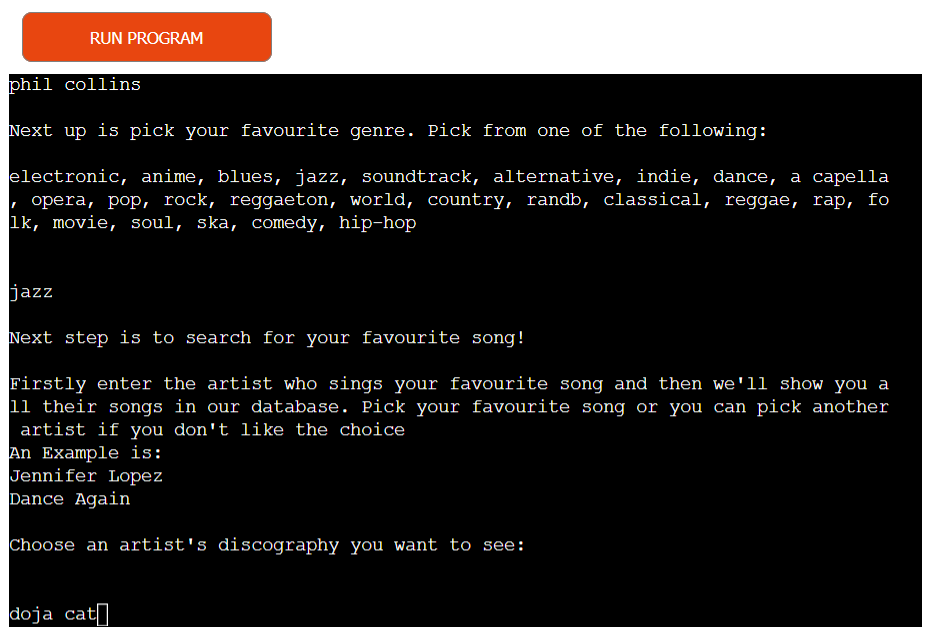 RUN PROGRAM
phil collins
Next up is pick your favourite genre. Pick from one of the following:
electronic, anime, blues, jazz, soundtrack, alternative, indie, dance, a capella
, opera, pop, rock, reggaeton, world, country, randb, classical, reggae, rap, fo
lk, movie, soul, ska, comedy, hip-hop
jazz
Next step is to search for your favourite song!
Firstly enter the artist who sings your favourite song and then we'll show you a
ll their songs in our database. Pick your favourite song or you can pick another
 artist if you don't like the choice
An Example is:
Jennifer Lopez
Dance Again
Choose an artist's discography you want to see:
doja cat